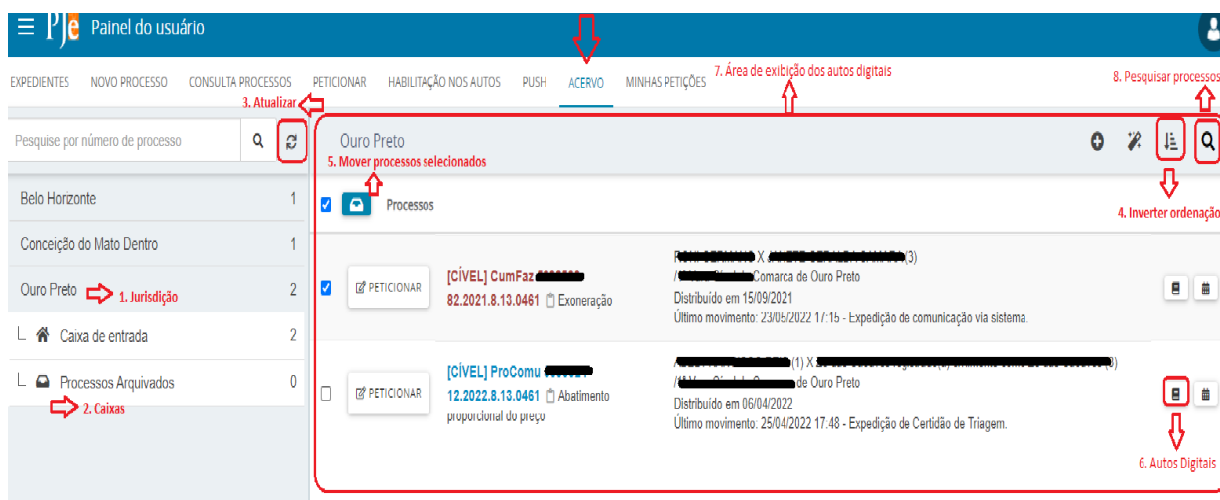 PJe Painel do usuário
EXPEDIENTES NOVO PROCESSO CONSULTA PROCESSOS PETICIONAR HABILITAÇÃO NOS AUTOS PUSH ACERVO MINHAS PETIÇÕES
7. Área de exibição dos autos digitais
8. Pesquisar processos
3. Atualizar
Pesquise por número de processo
Ouro Preto
5. Mover processos selecionados
Processos
4. Inverter ordenação
Belo Horizonte 1
Conceição do Mato Dentro 1
Ouro Preto 2
1. Jurisdição
Caixa de entrada 2
Processos Arquivados 0
2. Caixas
PETICIONAR
[CÍVEL] CumFaz
82.2021.8.13.0461 Exoneração
X (3)
Comarca de Ouro Preto
Distribuído em 15/09/2021
Último movimento: 23/05/2022 17:15 - Expedição de comunicação via sistema.
PETICIONAR
[CÍVEL] ProComu
12.2022.8.13.0461 Abatimento
proporcional do preço
(1) X
de Ouro Preto
Distribuído em 06/04/2022
Último movimento: 25/04/2022 17:48 - Expedição de Certidão de Triagem.
6. Autos Digitais